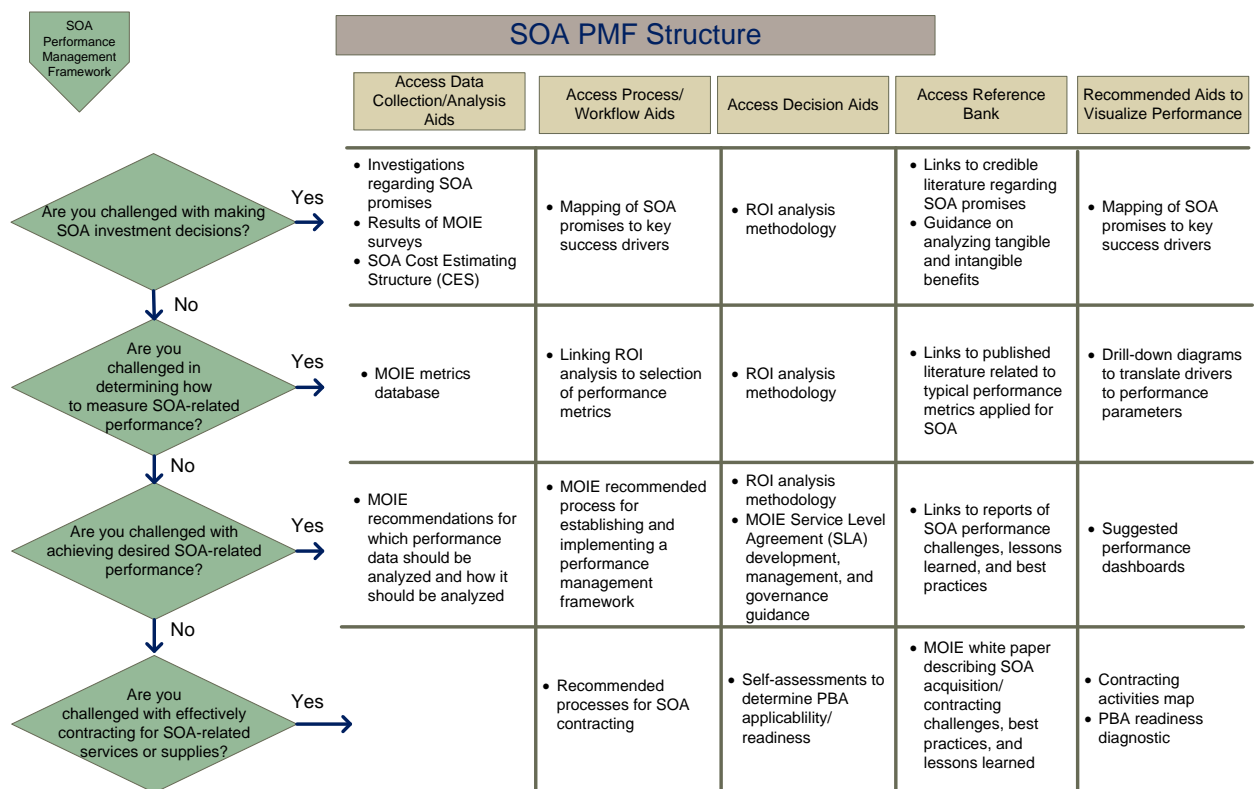 SOA
Performance
Management
Framework
SOA PMF Structure
Access Data
Collection/Analysis
Aids
Access Process/
Workflow Aids
Access Decision Aids
Access Reference
Bank
Recommended Aids to
Visualize Performance
Are you challenged with making
SOA investment decisions?
Yes
• Investigations
regarding SOA
promises
• Results of MOIE
surveys
• SOA Cost Estimating
Structure (CES)
• Mapping of SOA
promises to key
success drivers
• ROI analysis
methodology
• Links to credible
literature regarding
SOA promises
• Guidance on
analyzing tangible
and intangible
benefits
• Mapping of SOA
promises to key
success drivers
No
Are you
challenged in
determining how
to measure SOA-related
performance?
Yes
• MOIE metrics
database
• Linking ROI
analysis to selection
of performance
metrics
• ROI analysis
methodology
• Links to published
literature related to
typical performance
metrics applied for
SOA
• Drill-down diagrams
to translate drivers
to performance
parameters
No
Are you challenged with
achieving desired SOA-related
performance?
Yes
• MOIE
recommendations for
which performance
data should be
analyzed and how it
should be analyzed
• MOIE recommended
process for
establishing and
implementing a
performance
management
framework
• ROI analysis
methodology
• MOIE Service Level
Agreement (SLA)
development,
management, and
governance
guidance
• Links to reports of
SOA performance
challenges, lessons
learned, and best
practices
• Suggested
performance
dashboards
No
Are you
challenged with effectively
contracting for SOA-related
services or supplies?
Yes
• Recommended
processes for SOA
contracting
• Self-assessments to
determine PBA
applicablility/
readiness
• MOIE white paper
describing SOA
acquisition/
contracting
challenges, best
practices, and
lessons learned
• Contracting
activities map
• PBA readiness
diagnostic